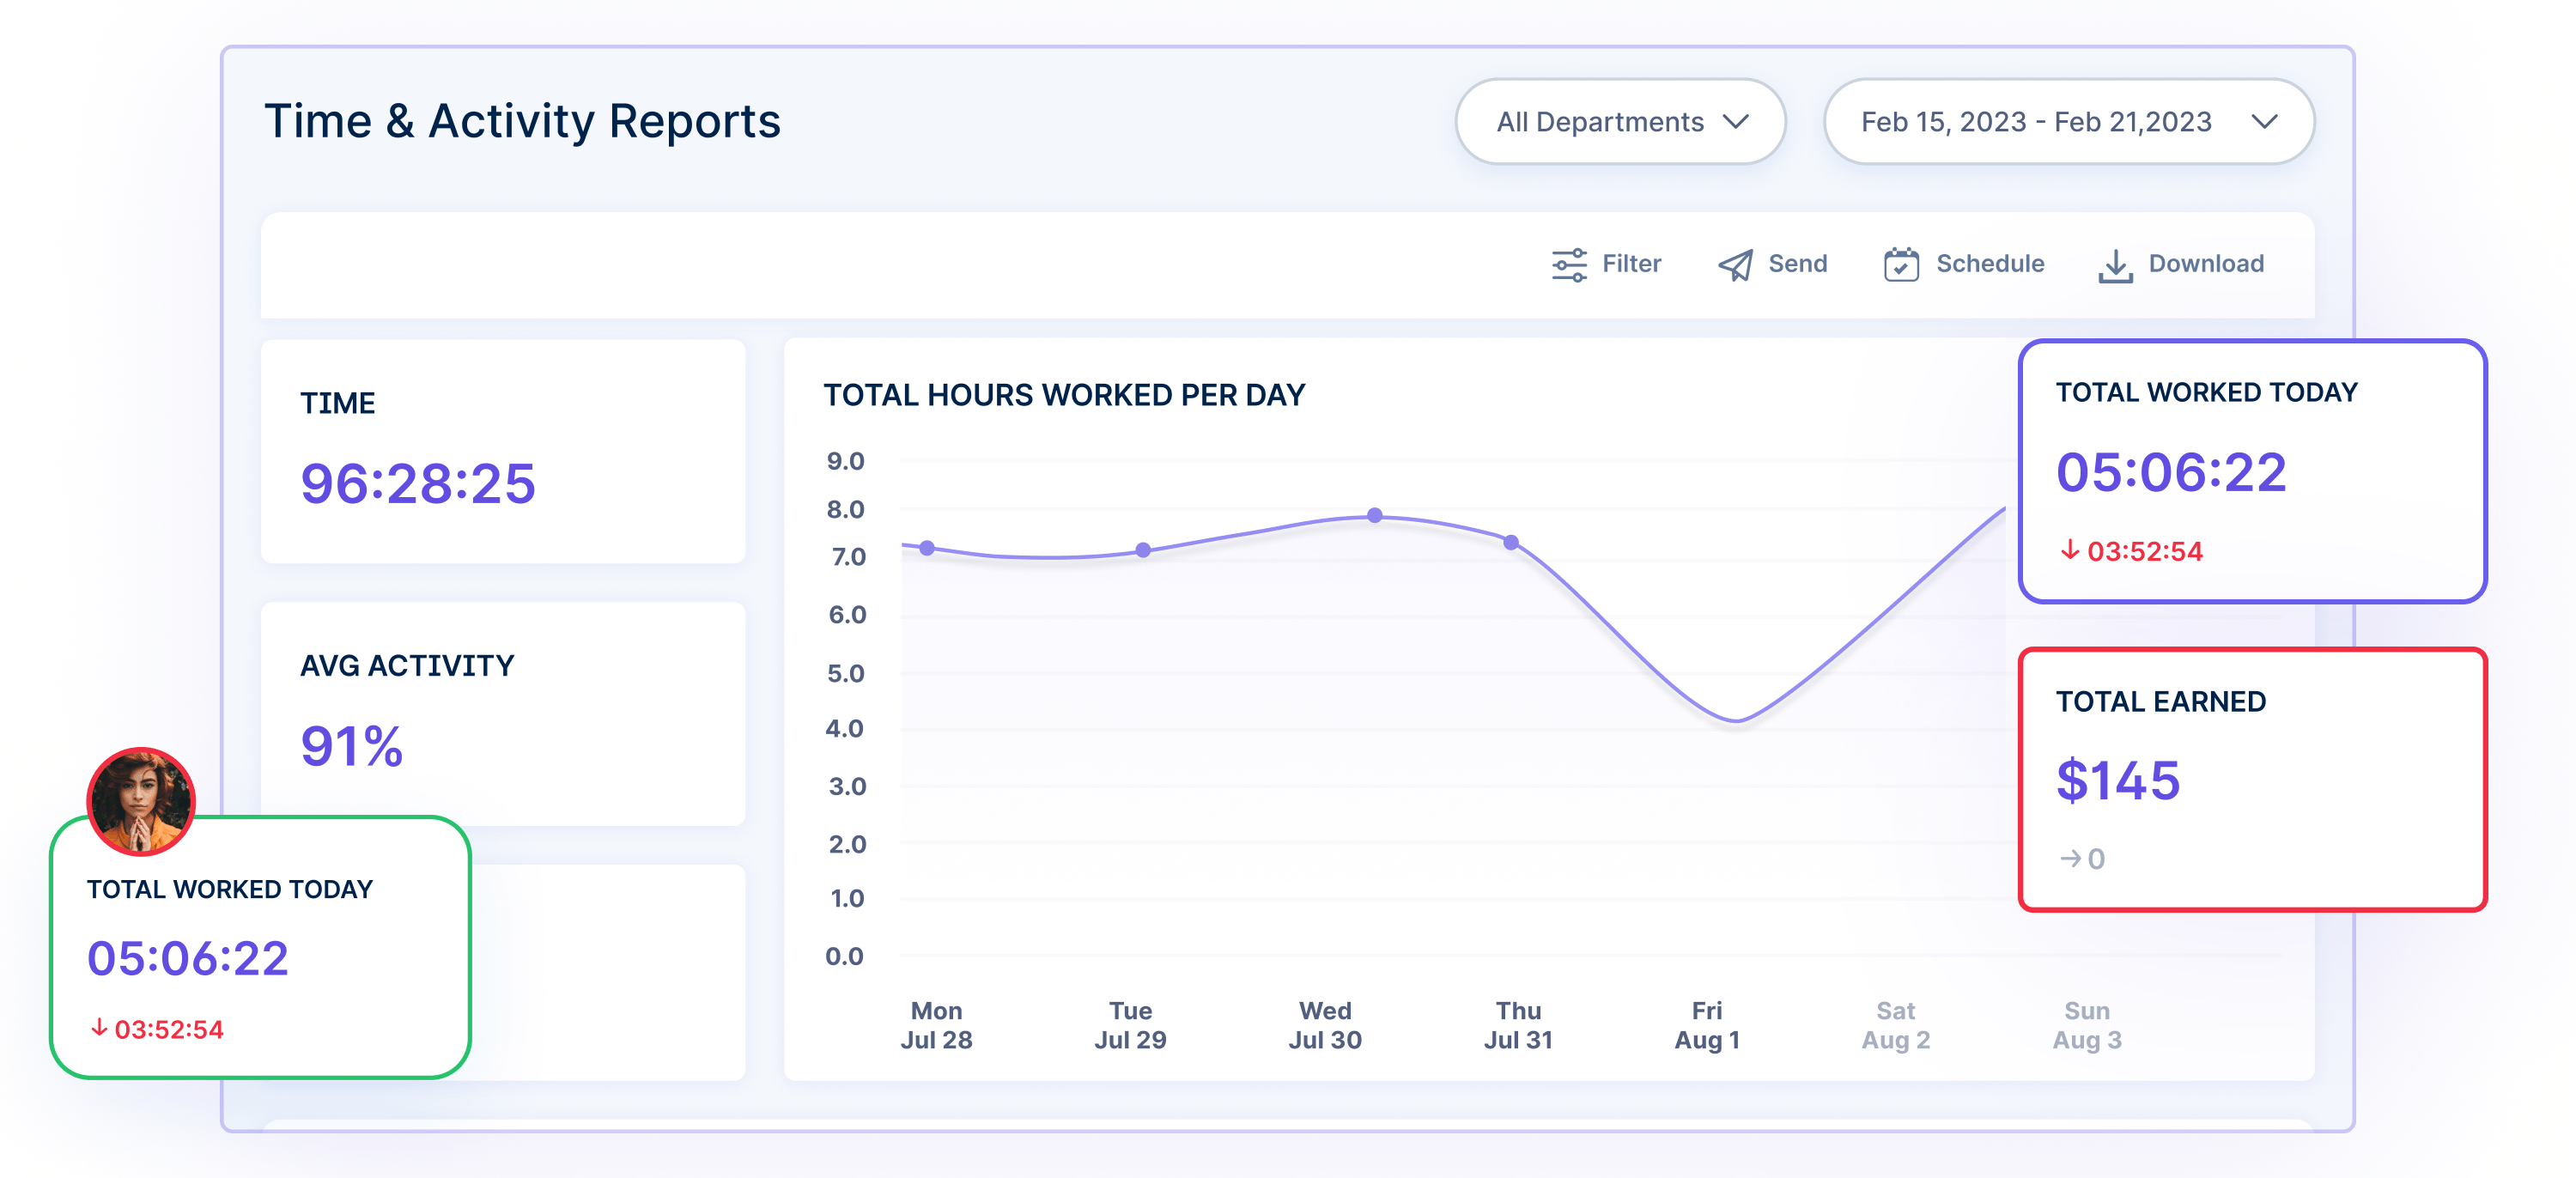 Time & Activity Reports
All Departments
Feb 15, 2023 - Feb 21,2023
Filter
Send
Schedule
Download
TIME
96:28:25
AVG ACTIVITY
91%
TOTAL WORKED TODAY
05:06:22
↓ 03:52:54
TOTAL HOURS WORKED PER DAY
9.0
8.0
7.0
6.0
5.0
4.0
3.0
2.0
1.0
0.0
Mon
Jul 28
Tue
Jul 29
Wed
Jul 30
Thu
Jul 31
Fri
Aug 1
Sat
Aug 2
Sun
Aug 3
TOTAL WORKED TODAY
05:06:22
↓ 03:52:54
TOTAL EARNED
$145
→ 0